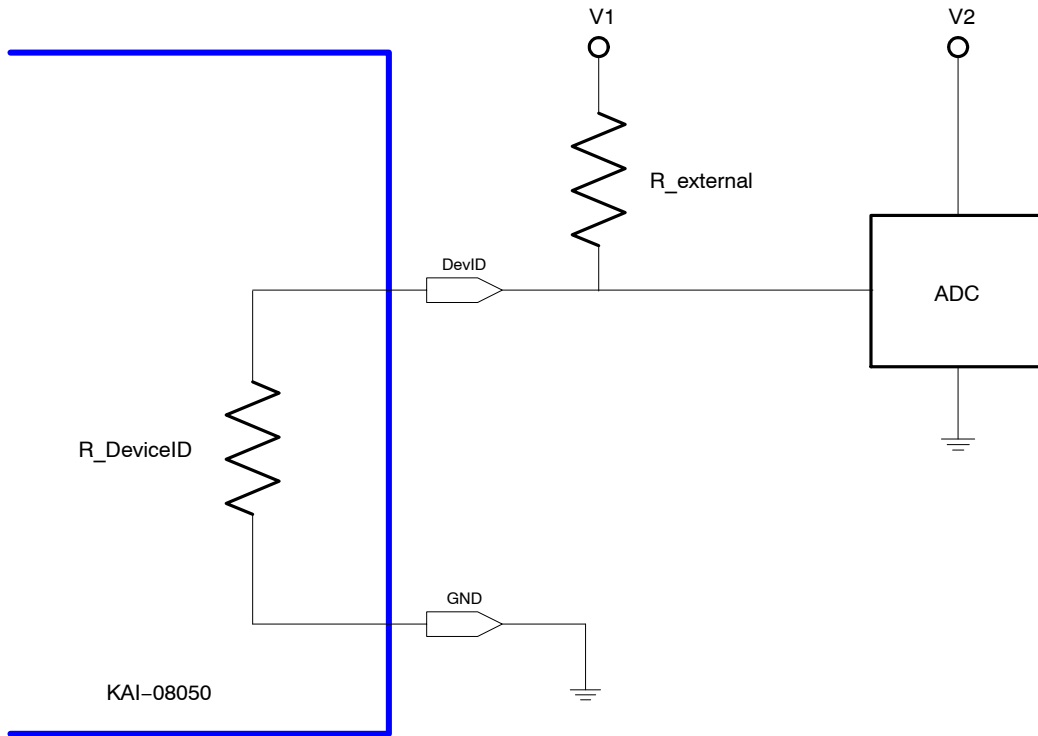 V1
V2
R_external
DevID
ADC
R_DeviceID
GND
KAI−08050